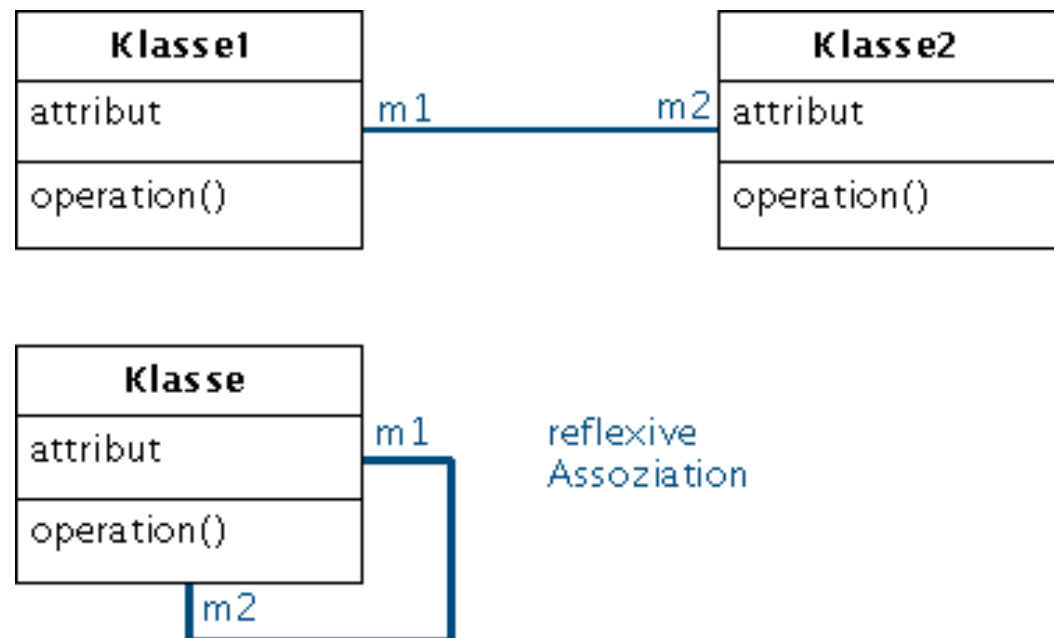 Klasse1
attribut
operation()
m1
m2
Klasse2
attribut
operation()
Klasse
attribut
operation()
m1
m2
reflexive
Assoziation